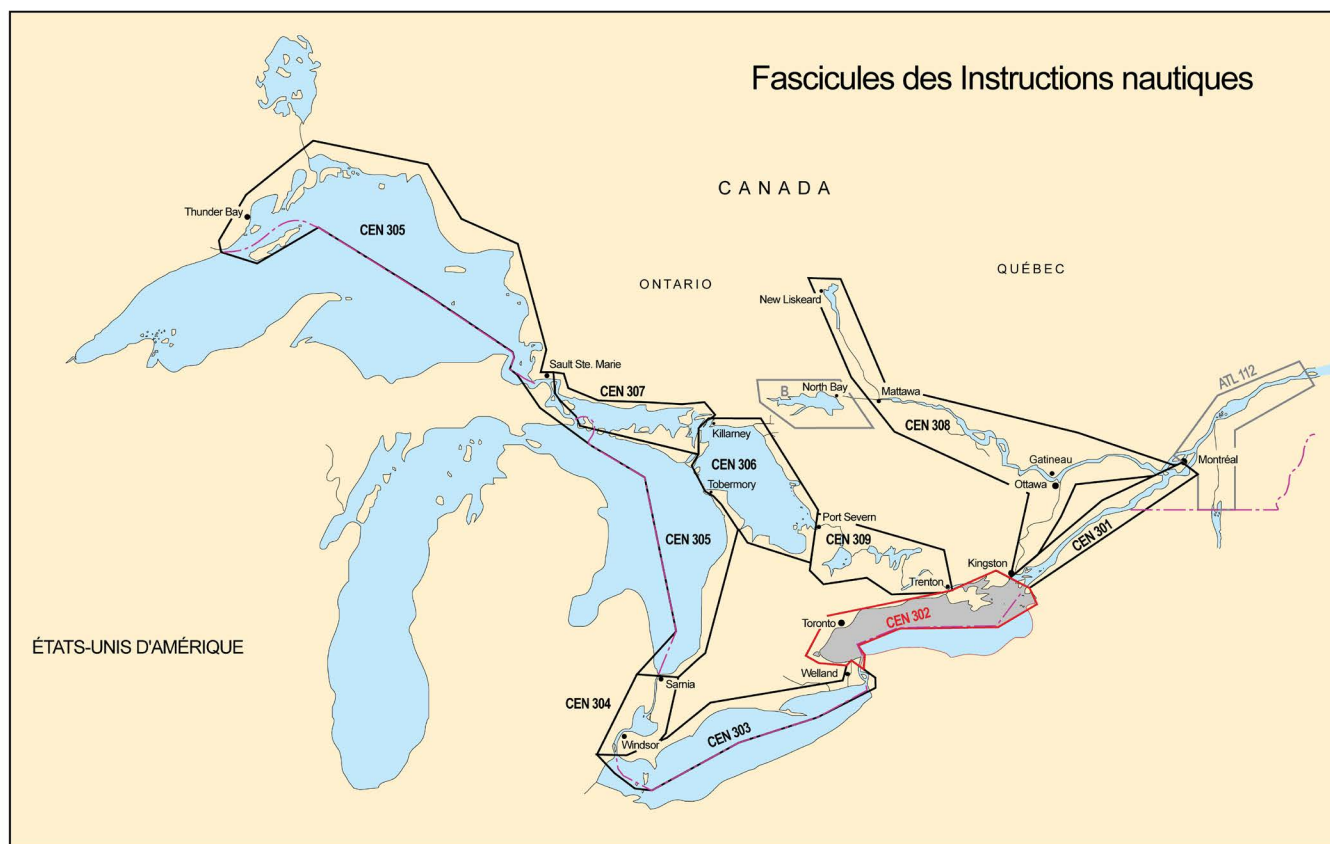 Fascicules des Instructions nautiques
CANADA
Thunder Bay
CEN 305
QUÉBEC
ONTARIO
New Liskeard
Sault Ste. Marie
ATL 112
CEN 307
B
North Bay
Mattawa
CEN 308
Killarney
Gatineau
Montréal
CEN 306
Tobermory
Ottawa
Port Severn
CEN 301
CEN 305
CEN 309
Kingston
Trenton
CEN 302
Toronto
ÉTATS-UNIS D'AMÉRIQUE
Welland
Sarnia
CEN 304
CEN 303
Windsor